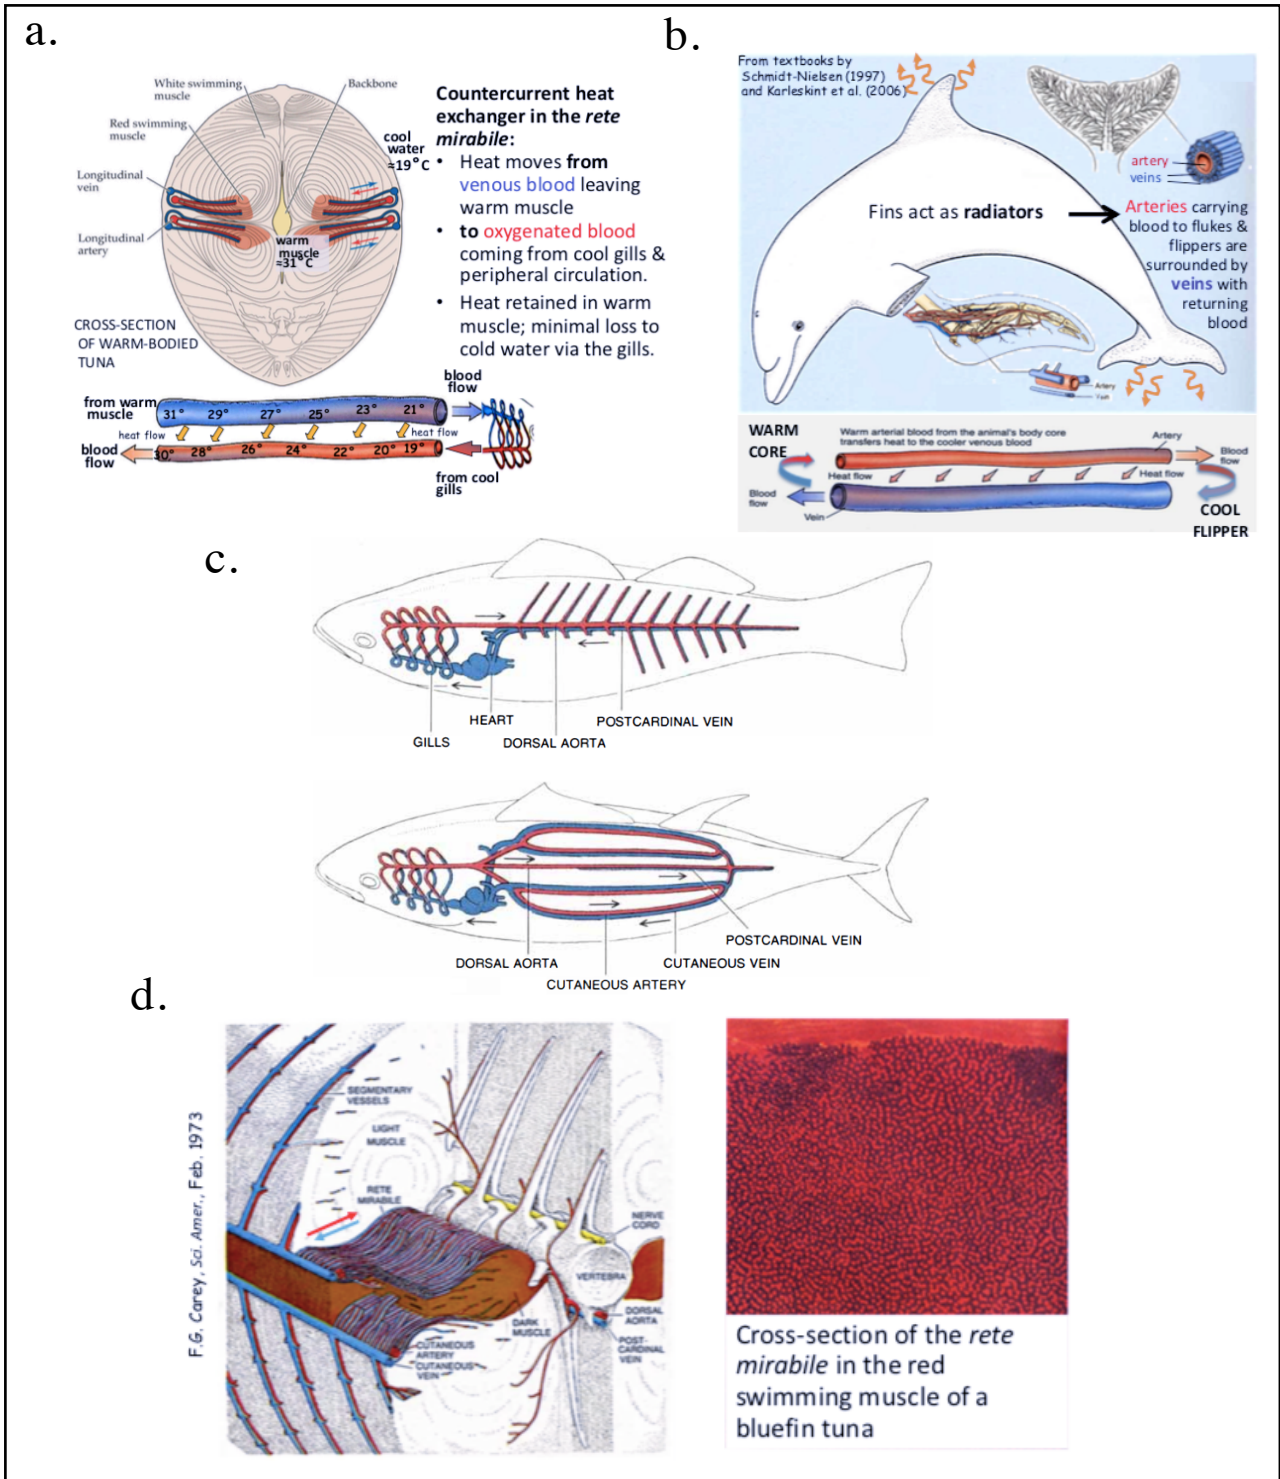 a.
White swimming
muscle
Backbone
Red swimming
muscle
cool
water
≈19°C
Longitudinal
vein
Longitudinal
artery
warm
muscle
≈31°C
CROSS-SECTION
OF WARM-BODIED
TUNA
Countercurrent heat
exchanger in the rete
mirabile:
• Heat moves from
venous blood leaving
warm muscle
• to oxygenated blood
coming from cool gills &
peripheral circulation.
• Heat retained in warm
muscle; minimal loss to
cold water via the gills.
from warm
muscle
31° 29° 27° 25° 23° 21°
blood
flow
heat flow
heat flow
blood
flow
30° 28° 26° 24° 22° 20° 19°
from cool
gills
b.
From textbooks by
Schmidt-Nielsen (1997)
and Karleskint et al. (2006)
artery
veins
Fins act as radiators
Arteries carrying
blood to flukes &
flippers are
surrounded by
veins with
returning
blood
Artery
Vein
WARM
CORE
Warm arterial blood from the animal's body core
transfers heat to the cooler venous blood
Artery
Blood
flow
Heat flow
Heat flow
Blood
flow
Vein
COOL
FLIPPER
c.
HEART
POSTCARDINAL VEIN
GILLS
DORSAL AORTA
POSTCARDINAL VEIN
DORSAL AORTA
CUTANEOUS VEIN
CUTANEOUS ARTERY
d.
F.G. Carey, Sci. Amer., Feb. 1973
SEGMENTARY
VESSELS
LIGHT
MUSCLE
RETE
MIRABILE
NERVE
CORD
VERTEBRA
DORSAL
AORTA
DARK
MUSCLE
POST-
CARDINAL
VEIN
CUTANEOUS
ARTERY
CUTANEOUS
VEIN
Cross-section of the rete
mirabile in the red
swimming muscle of a
bluefin tuna